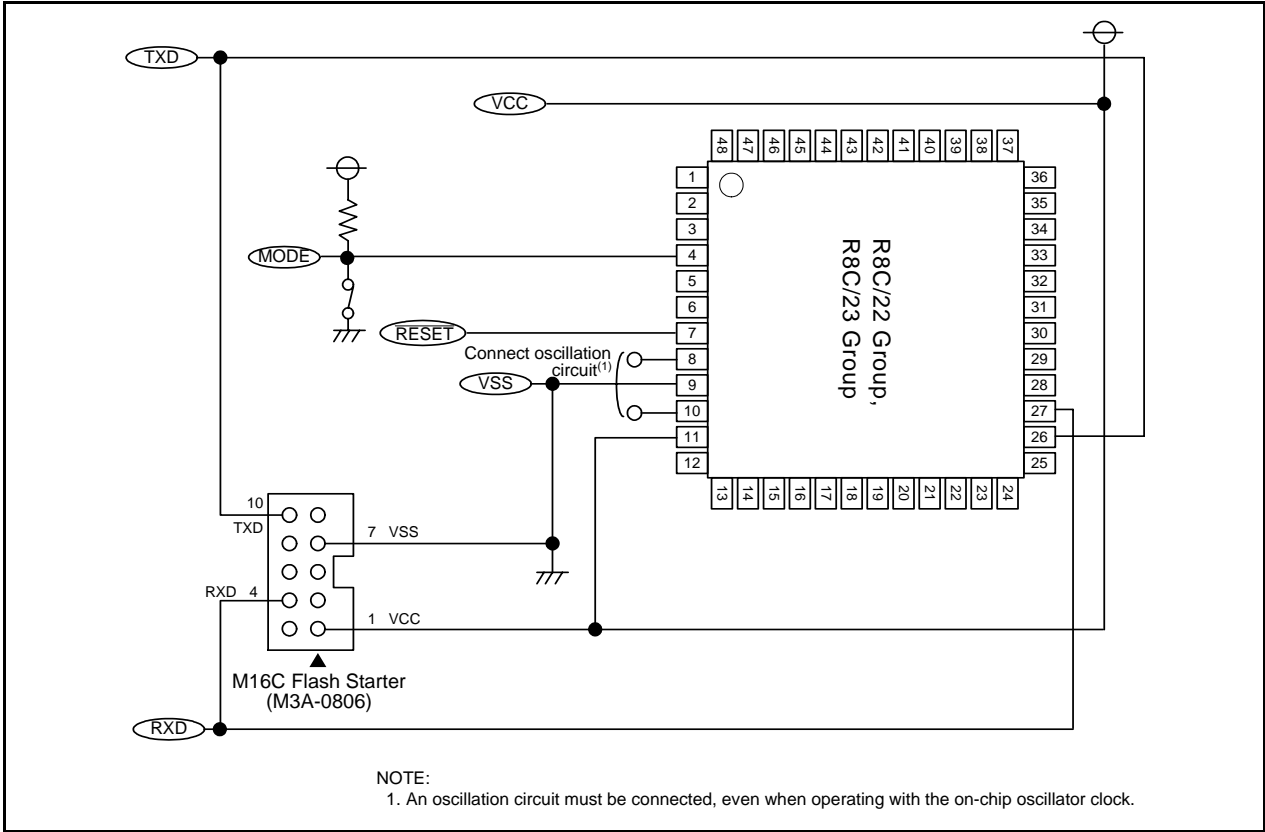 TXD
VCC
48 47 46 45 44 43 42 41 40 39 38 37
1
2
3
4
5
6
7
8
9
10
11
12
36
35
34
33
32
31
30
29
28
27
26
25
R8C/22 Group,
R8C/23 Group
MODE
RESET
Connect oscillation
circuit(1)
VSS
13 14 15 16 17 18 19 20 21 22 23 24
10
TXD
7 VSS
RXD 4
1 VCC
M16C Flash Starter
(M3A-0806)
RXD
NOTE:
1. An oscillation circuit must be connected, even when operating with the on-chip oscillator clock.